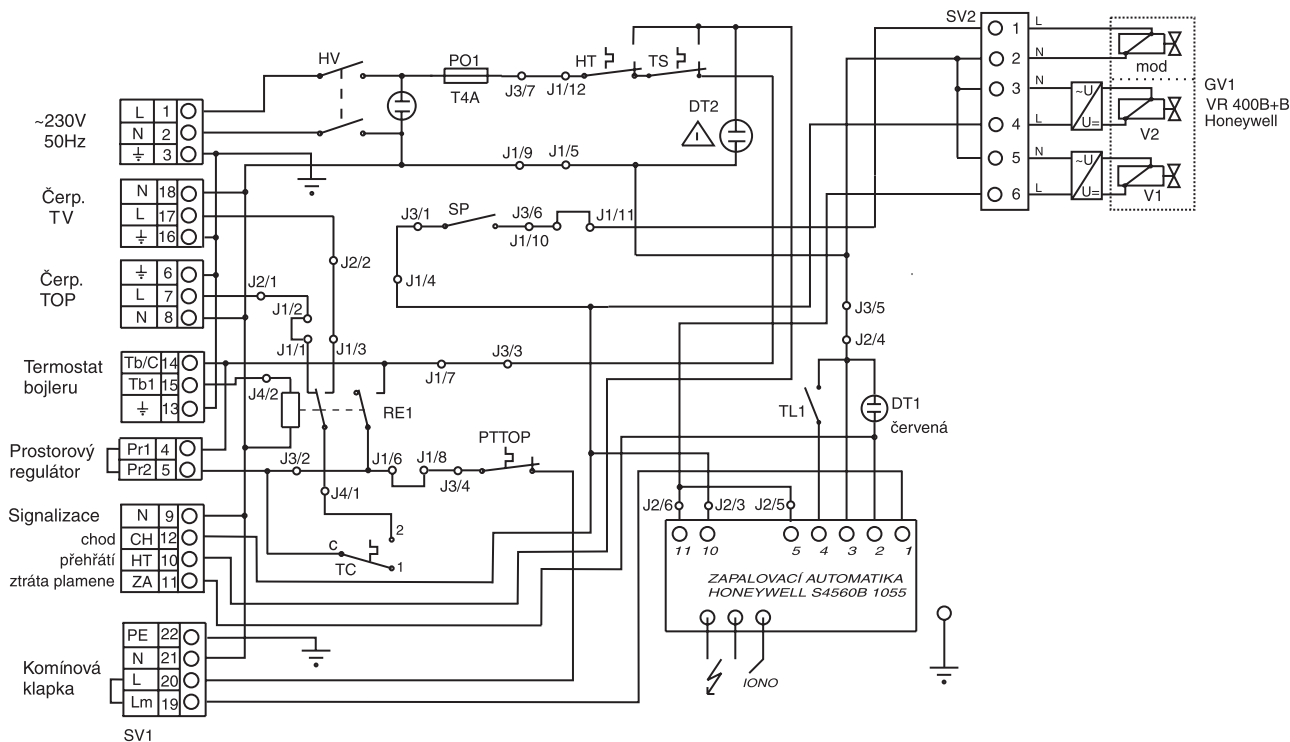 SV2
HV
PO1
T4A
HT
TS
J3/7
J1/12
DT2
~230V
50Hz
L 1
N 2
3
J1/9
J1/5
1 L
2 N
3 N
4 L
5 N
6 L
~U
U=
~U
U=
mod
V2
V1
GV1
VR 400B+B
Honeywell
Čerp.
TV
N 18
L 17
16
J3/1
SP
J3/6
J1/10
J1/11
J2/2
J1/4
Čerp.
TOP
6
L 7
N 8
J2/1
J1/2
J1/1
J1/3
J3/5
J2/4
Termostat
bojleru
Tb/C 14
Tb1 15
13
J4/2
J1/7
J3/3
RE1
TL1
DT1
červená
Prostorový
regulátor
Pr1 4
Pr2 5
J3/2
J1/6
J1/8
J3/4
PTTOP
J4/1
Signalizace
chod
přehřátí
ztráta plamene
N 9
CH 12
HT 10
ZA 11
C
TC
2
1
J2/6
J2/3
J2/5
11 10 5 4 3 2 1
ZAPALOVACÍ AUTOMATIKA
HONEYWELL S4560B 1055
IONO
Komínová
klapka
PE 22
N 21
L 20
Lm 19
SV1